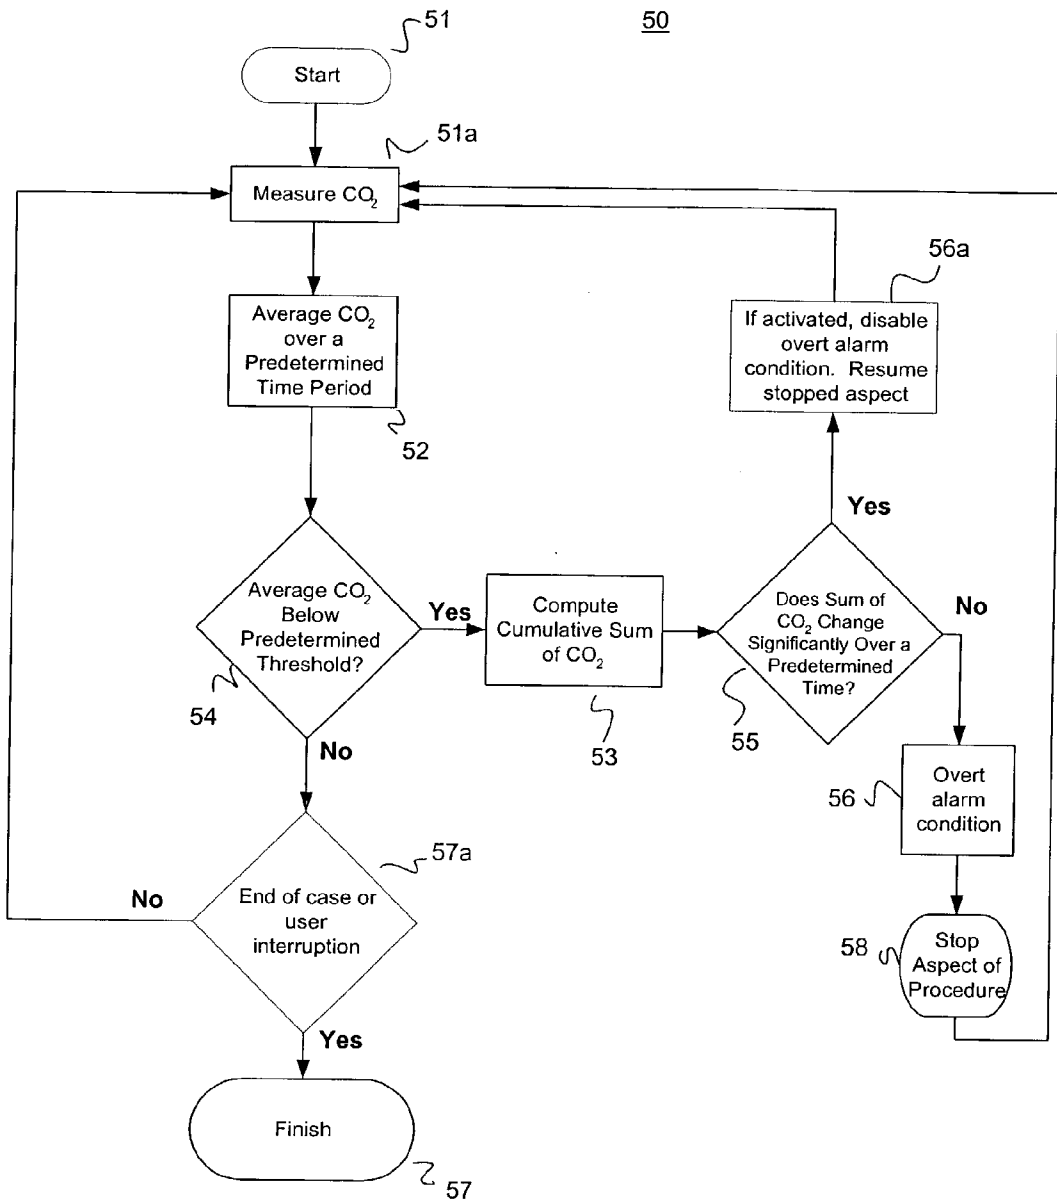 51
50
Start
51a
Measure CO₂
56a
Average CO₂
over a
Predetermined
Time Period
If activated, disable
overt alarm
condition. Resume
stopped aspect
52
Yes
Average CO₂
Below
Predetermined
Threshold?
Yes
Compute
Cumulative Sum
of CO₂
Does Sum of
CO₂ Change
Significantly Over a
Predetermined
Time?
No
54
53
55
No
56
Overt
alarm
condition
57a
No
End of case or
user
interruption
58
Stop
Aspect of
Procedure
Yes
Finish
57